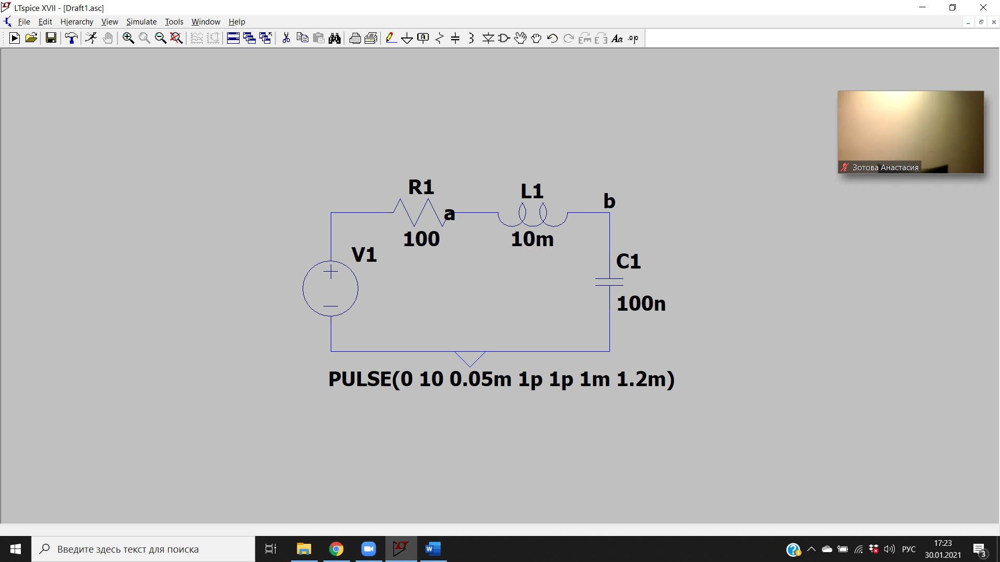 LTspice XVII - [Draft1.asc]
File Edit Hierarchy View Simulate Tools Window Help
.op
Зотова Анастасия
R1
L1
b
a
100
10m
V1
C1
100n
PULSE(0 10 0.05m 1p 1p 1m 1.2m)
Введите здесь текст для поиска
РУС
17:23
30.01.2021
3